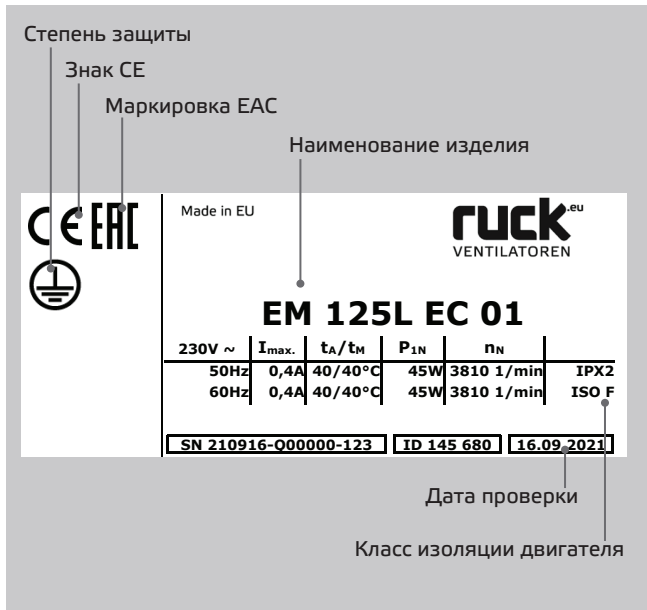 Степень защиты
Знак CE
Маркировка EAC
Наименование изделия
CE EAC
Made in EU
ruck.eu
VENTILATOREN
EM 125L EC 01
230V ~ Imax. tA/tM P1N nN
50Hz 0,4A 40/40°C 45W 3810 1/min IPX2
60Hz 0,4A 40/40°C 45W 3810 1/min ISO F
SN 210916-Q00000-123 ID 145 680 16.09.2021
Дата проверки
Класс изоляции двигателя